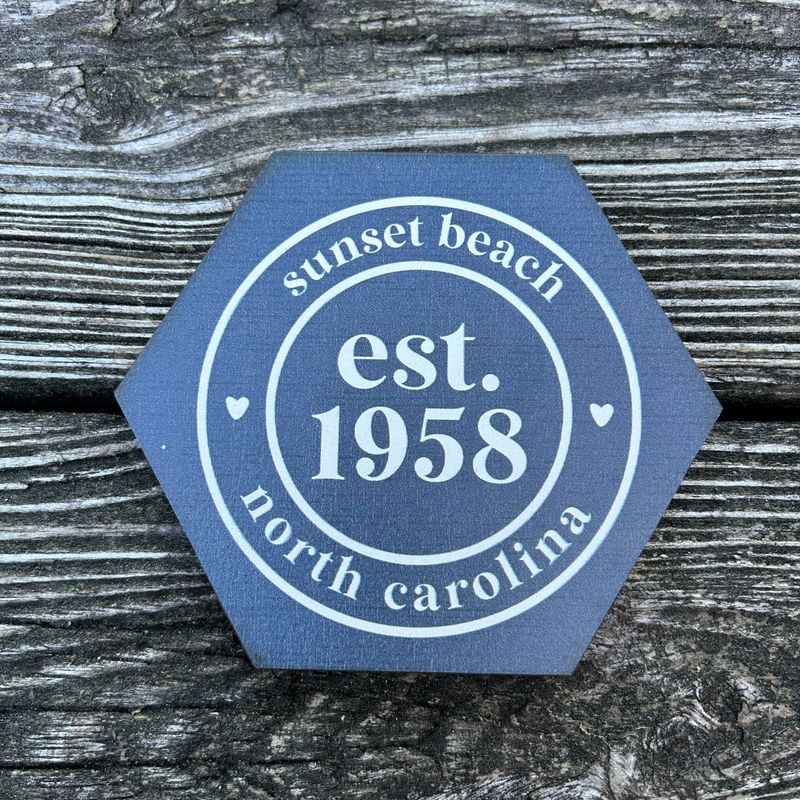 sunset beach
est.
1958
north carolina